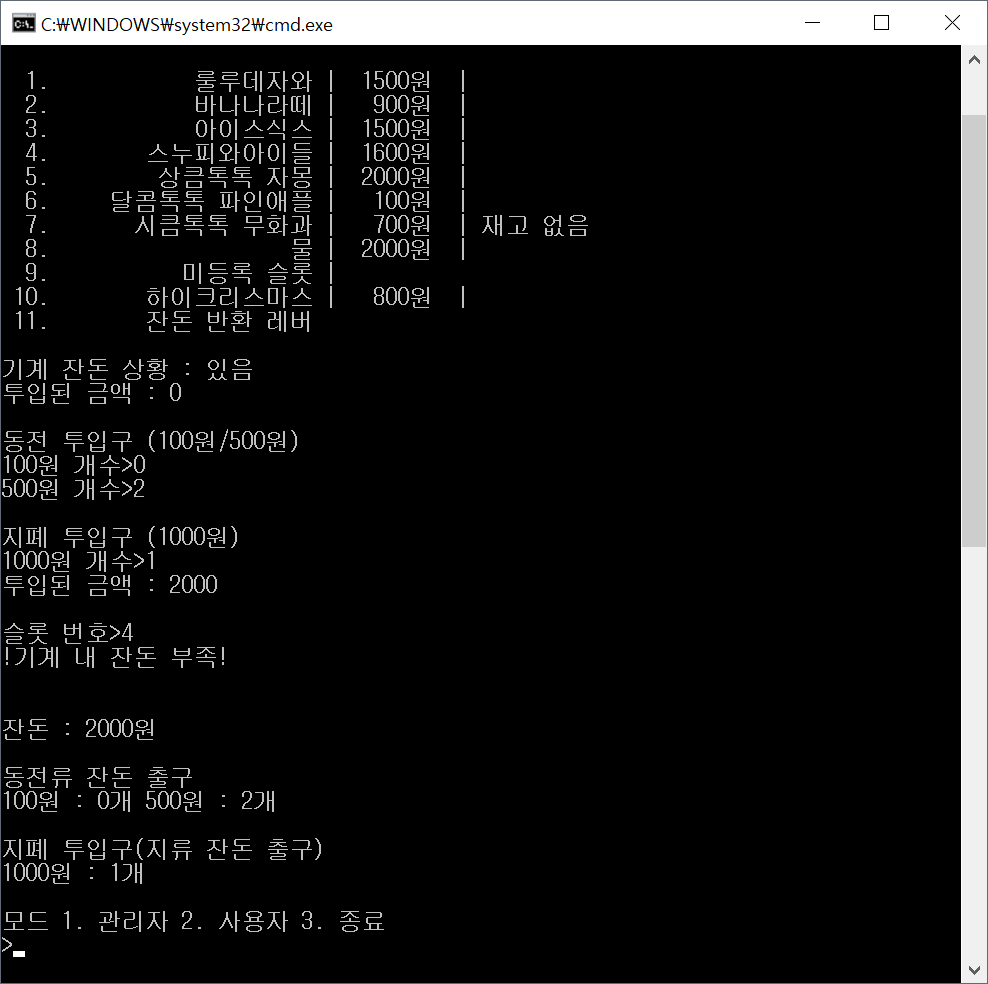 C:₩WINDOWS₩system32₩cmd.exe
1. 룰루데자와 | 1500원 |
2. 바나나라떼 | 900원 |
3. 아이스식스 | 1500원 |
4. 스누피와아이들 | 1600원 |
5. 상큼톡톡 자몽 | 2000원 |
6. 달콤톡톡 파인애플 | 100원 |
7. 시큼톡톡 무화과 | 700원 | 재고 없음
8. 물 | 2000원 |
9. 미등록 슬롯 |
10. 하이크리스마스 | 800원 |
11. 잔돈 반환 레버
기계 잔돈 상황 : 있음
투입된 금액 : 0
동전 투입구 (100원/500원)
100원 개수>0
500원 개수>2
지폐 투입구 (1000원)
1000원 개수>1
투입된 금액 : 2000
슬롯 번호>4
!기계 내 잔돈 부족!
잔돈 : 2000원
동전류 잔돈 출구
100원 : 0개 500원 : 2개
지폐 투입구(지류 잔돈 출구)
1000원 : 1개
모드 1. 관리자 2. 사용자 3. 종료
>